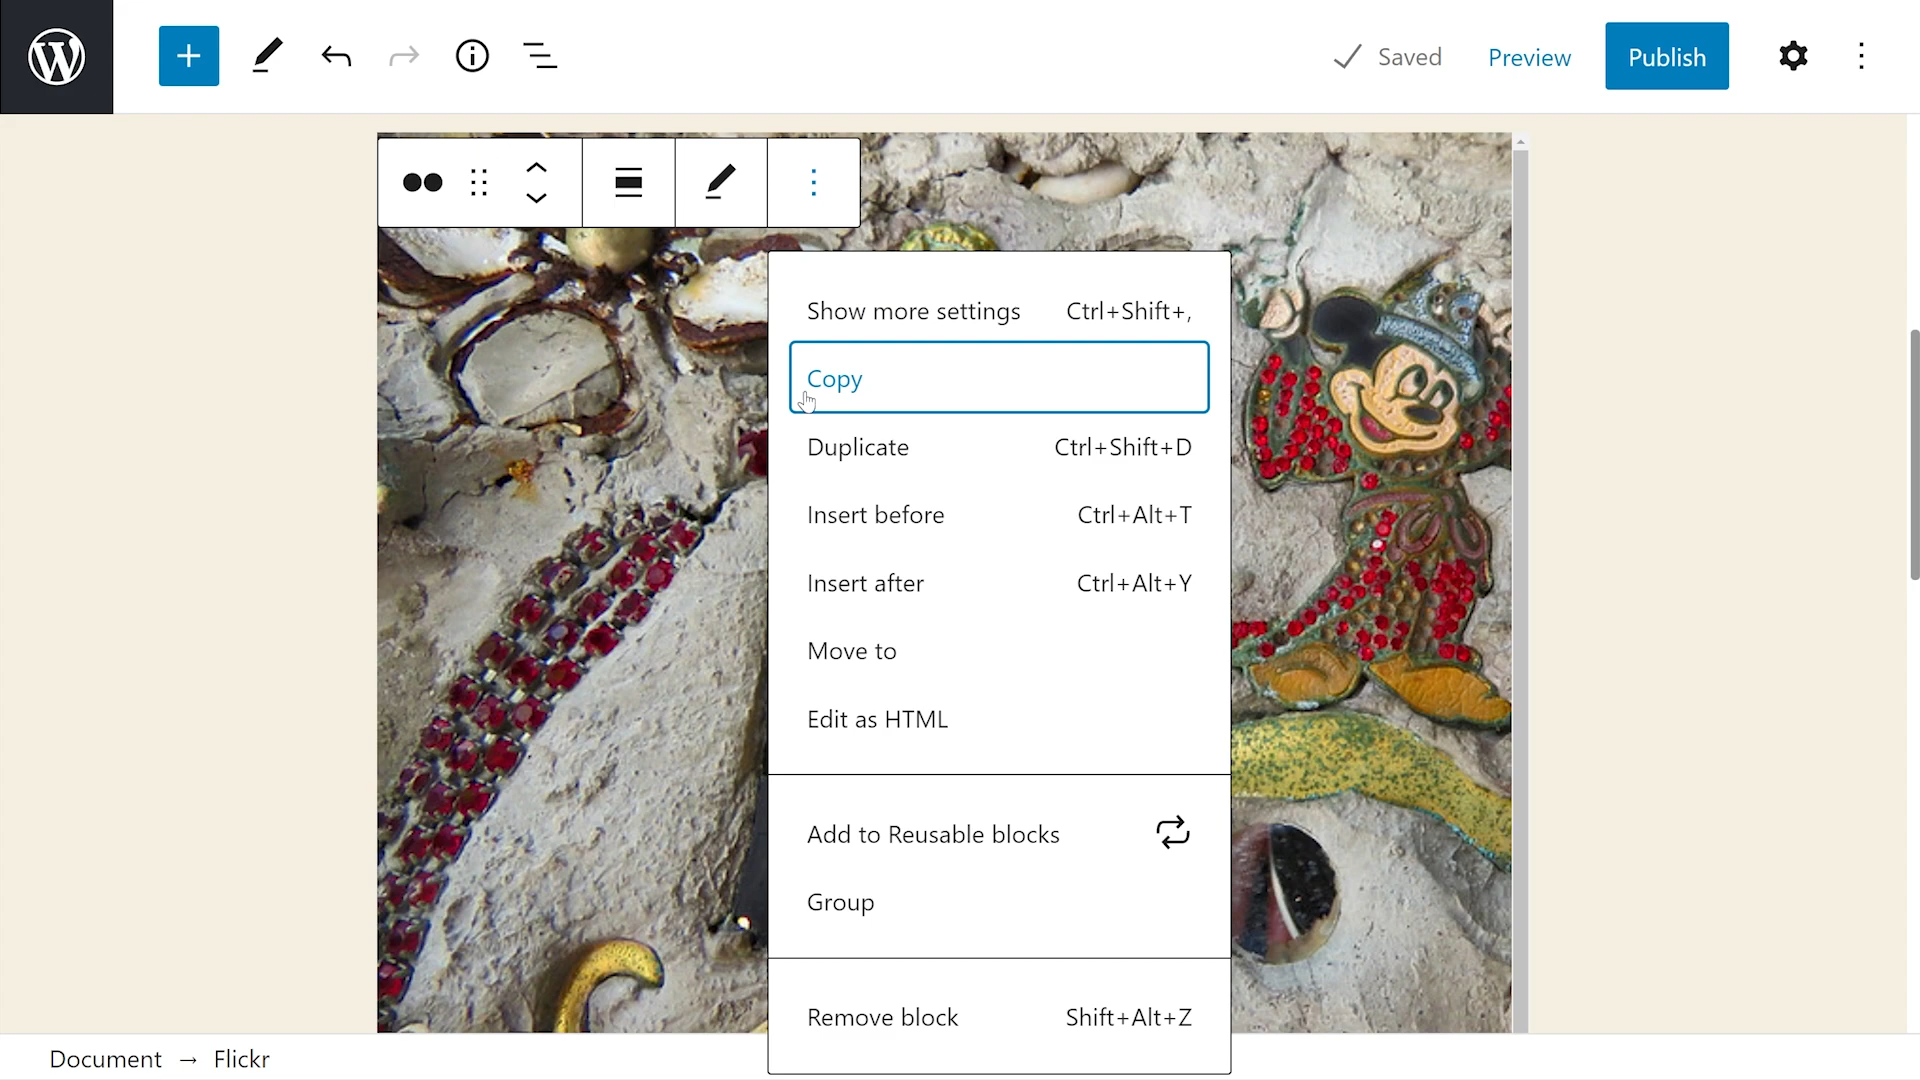 Saved Preview Publish
Show more settings Ctrl+Shift+,
Copy
Duplicate Ctrl+Shift+D
Insert before Ctrl+Alt+T
Insert after Ctrl+Alt+Y
Move to
Edit as HTML
Add to Reusable blocks
Group
Remove block Shift+Alt+Z
Document → Flickr